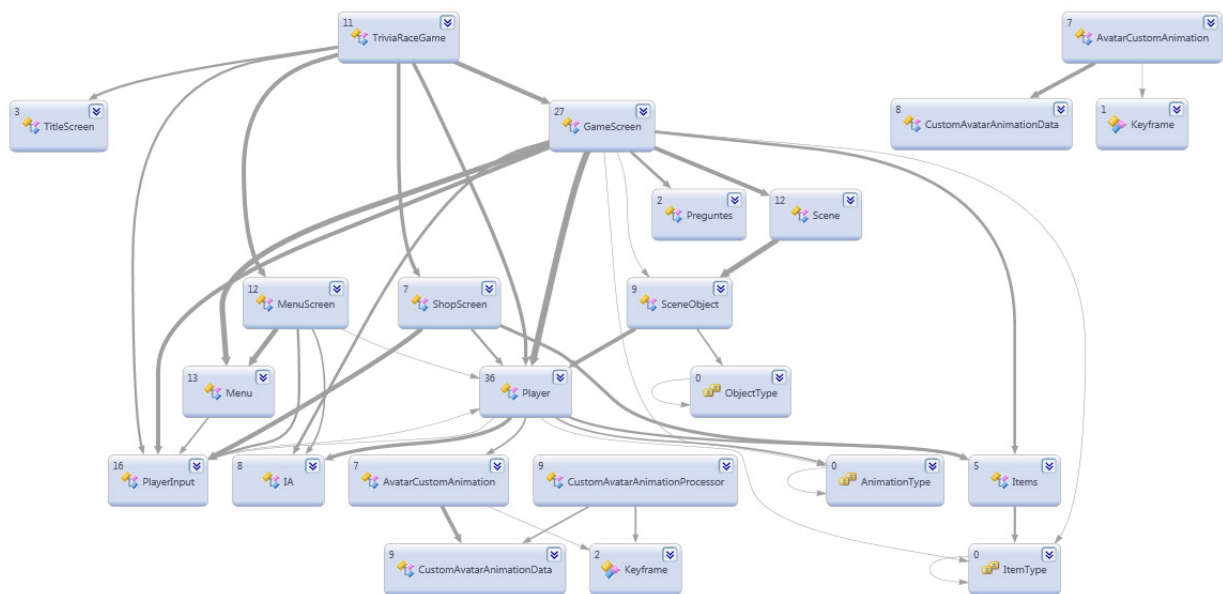 11
TriviaRaceGame
7
AvatarCustomAnimation
3
TitleScreen
27
GameScreen
8
CustomAvatarAnimationData
1
Keyframe
2
Preguntes
12
Scene
12
MenuScreen
7
ShopScreen
9
SceneObject
13
Menu
36
Player
0
ObjectType
16
PlayerInput
8
IA
7
AvatarCustomAnimation
9
CustomAvatarAnimationProcessor
0
AnimationType
5
Items
9
CustomAvatarAnimationData
2
Keyframe
0
ItemType